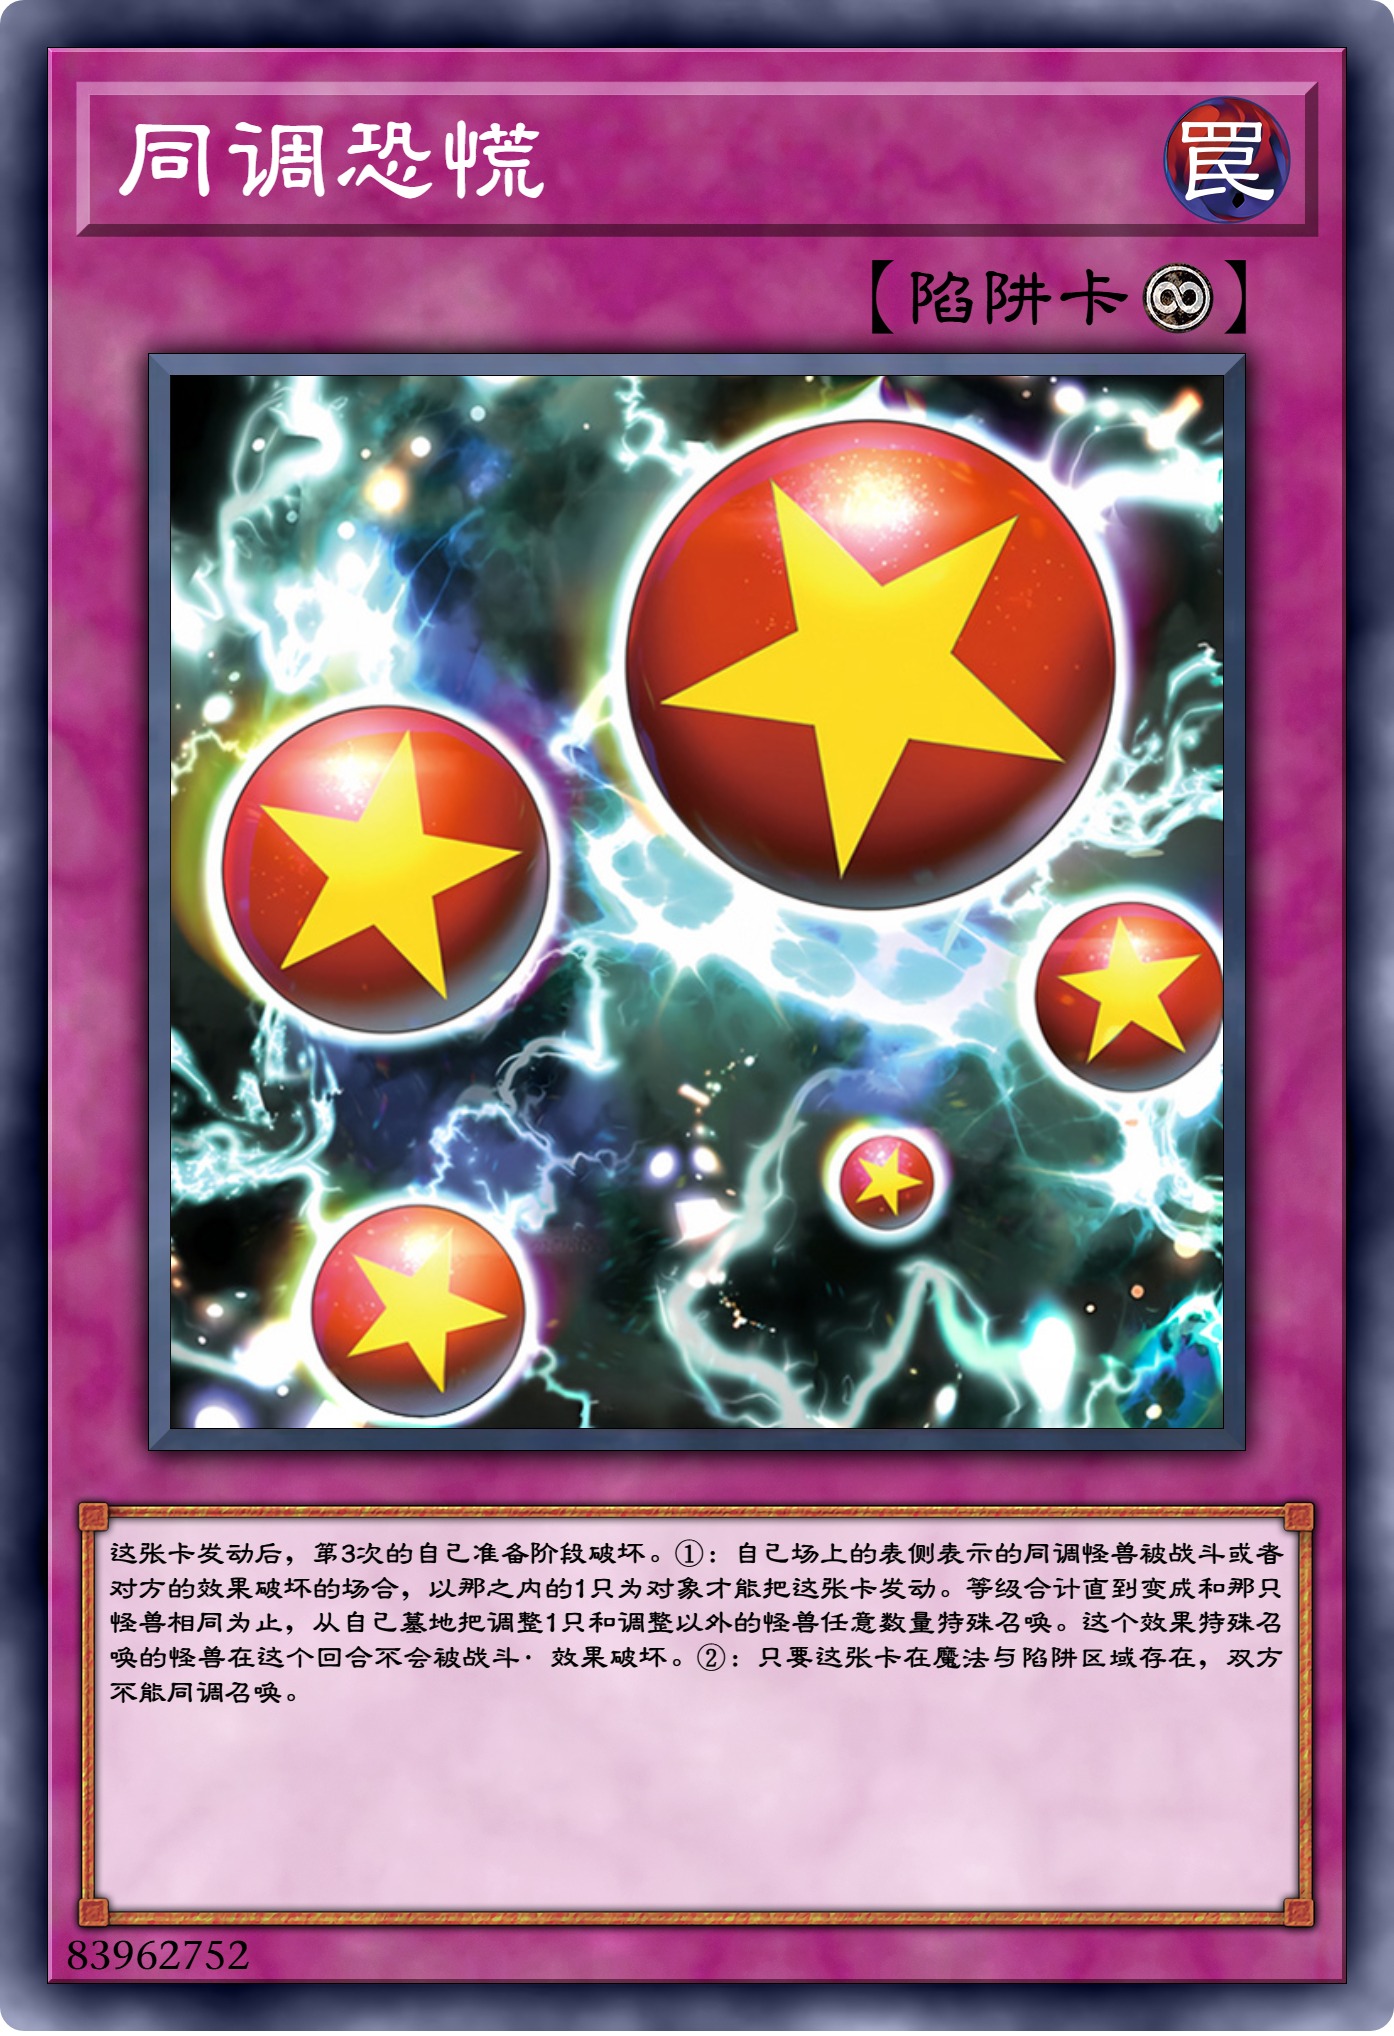 同调恐慌
罠
【陷阱卡】
这张卡发动后，第3次的自己准备阶段破坏。①：自己场上的表侧表示的同调怪兽被战斗或者
对方的效果破坏的场合，以那之内的1只为对象才能把这张卡发动。等级合计直到变成和那只
怪兽相同为止，从自己墓地把调整1只和调整以外的怪兽任意数量特殊召唤。这个效果特殊召
唤的怪兽在这个回合不会被战斗·效果破坏。②：只要这张卡在魔法与陷阱区域存在，双方
不能同调召唤。
83962752